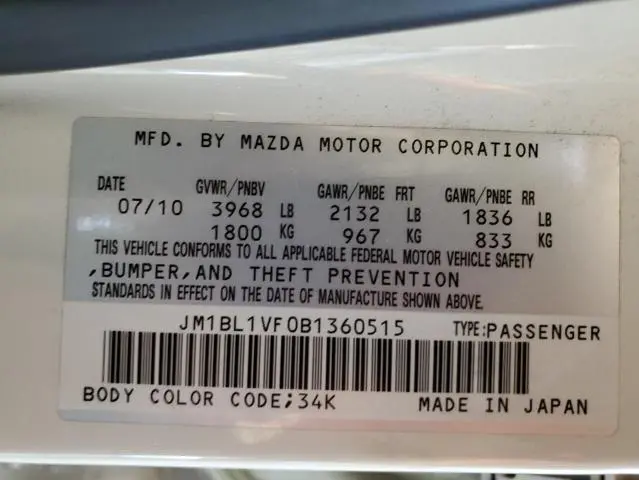 MFD. BY MAZDA MOTOR CORPORATION
DATE GVWR/PNBV GAWR/PNBE FRT GAWR/PNBE RR
07/10 3968 LB 2132 LB 1836 LB
1800 KG 967 KG 833 KG
THIS VEHICLE CONFORMS TO ALL APPLICABLE FEDERAL MOTOR VEHICLE SAFETY
,BUMPER,AND THEFT PREVENTION
STANDARDS IN EFFECT ON THE DATE OF MANUFACTURE SHOWN ABOVE.
JM1BL1VF0B1360515 TYPE:PASSENGER
BODY COLOR CODE;34K MADE IN JAPAN